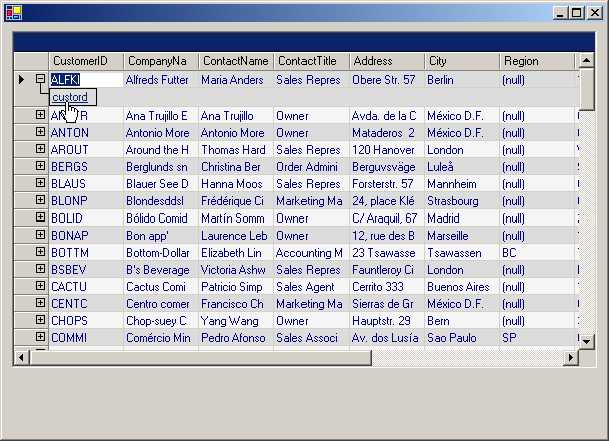 CustomerID CompanyNa ContactName ContactTitle Address City Region
ALFKI Alfreds Futter Maria Anders Sales Repres Obere Str. 57 Berlin (null)
custord
Ana Trujillo E Ana Trujillo Owner Avda. de la C México D.F. (null)
ANTON Antonio More Antonio More Owner Mataderos 2 México D.F. (null)
AROUT Around the H Thomas Hard Sales Repres 120 Hanover London (null)
BERGS Berglunds sn Christina Ber Order Admini Berguvsväge Luleå (null)
BLAUS Blauer See D Hanna Moos Sales Repres Forsterstr. 57 Mannheim (null)
BLONP Blondesddsl Frédérique Ci Marketing Ma 24, place Klé Strasbourg (null)
BOLID Bólido Comid Martín Somm Owner C/ Araquil, 67 Madrid (null)
BONAP Bon app' Laurence Leb Owner 12, rue des B Marseille (null)
BOTTM Bottom-Dollar Elizabeth Lin Accounting M 23 Tsawasse Tsawassen BC
BSBEV B's Beverage Victoria Ashw Sales Repres Fauntleroy Ci London (null)
CACTU Cactus Comi Patricio Simp Sales Agent Cerrito 333 Buenos Aires (null)
CENTC Centro comer Francisco Ch Marketing Ma Sierras de Gr México D.F. (null)
CHOPS Chop-suey C Yang Wang Owner Hauptstr. 29 Bern (null)
COMMI Comércio Min Pedro Afonso Sales Associ Av. dos Lusía Sao Paulo SP